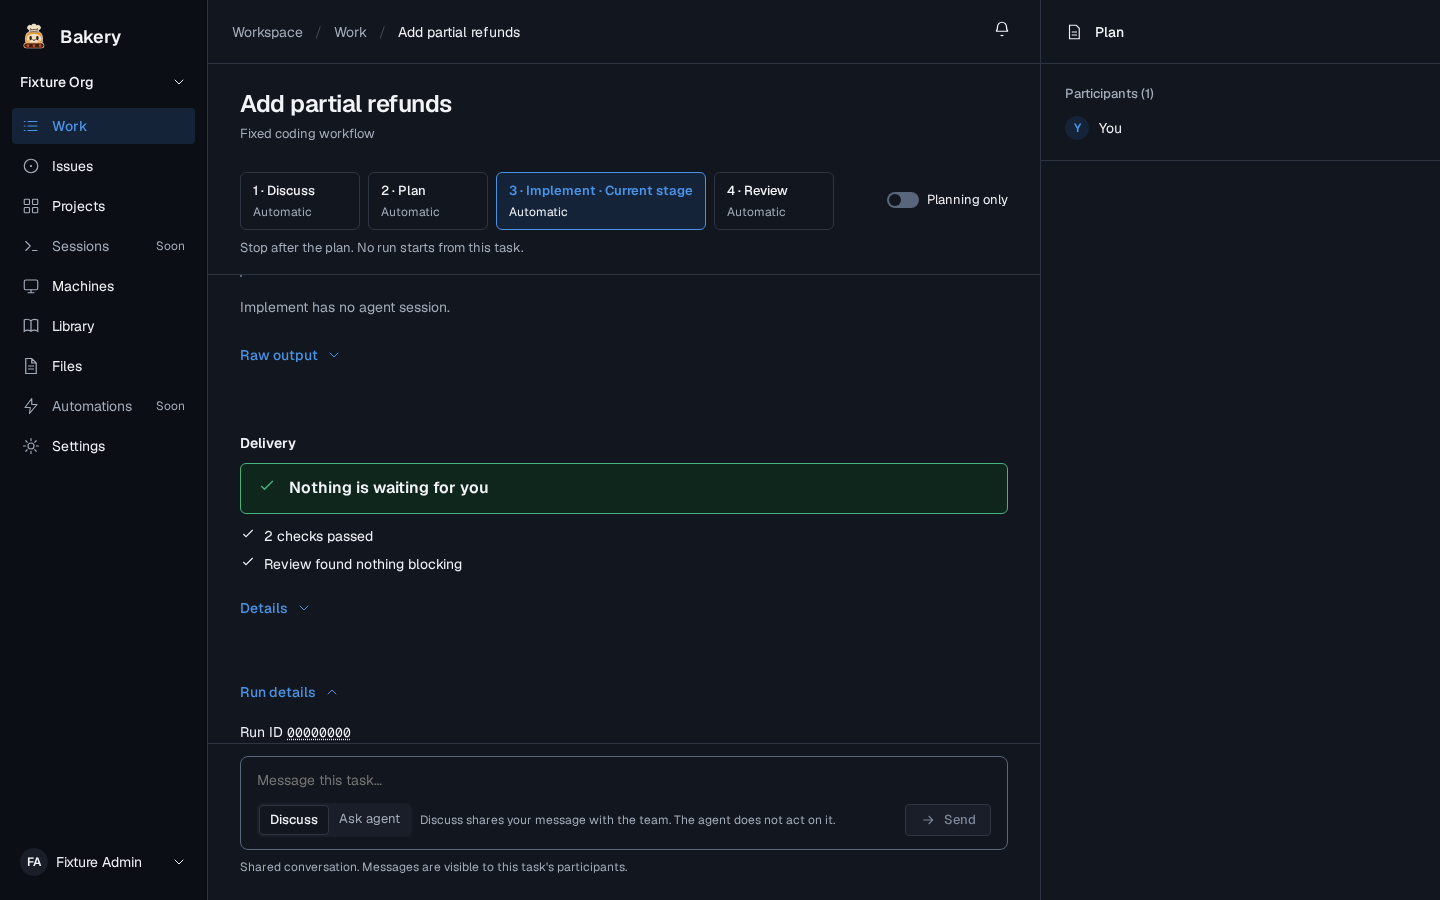 Bakery
Fixture Org
Work
Issues
Projects
Sessions Soon
Machines
Library
Files
Automations Soon
Settings
FA Fixture Admin
Workspace / Work / Add partial refunds
Add partial refunds
Fixed coding workflow
1 · Discuss
Automatic
2 · Plan
Automatic
3 · Implement · Current stage
Automatic
4 · Review
Automatic
Planning only
Stop after the plan. No run starts from this task.
Implement has no agent session.
Raw output
Delivery
Nothing is waiting for you
2 checks passed
Review found nothing blocking
Details
Run details
Run ID 00000000
Message this task...
Discuss Ask agent Discuss shares your message with the team. The agent does not act on it. Send
Shared conversation. Messages are visible to this task's participants.
Plan
Participants (1)
Y You